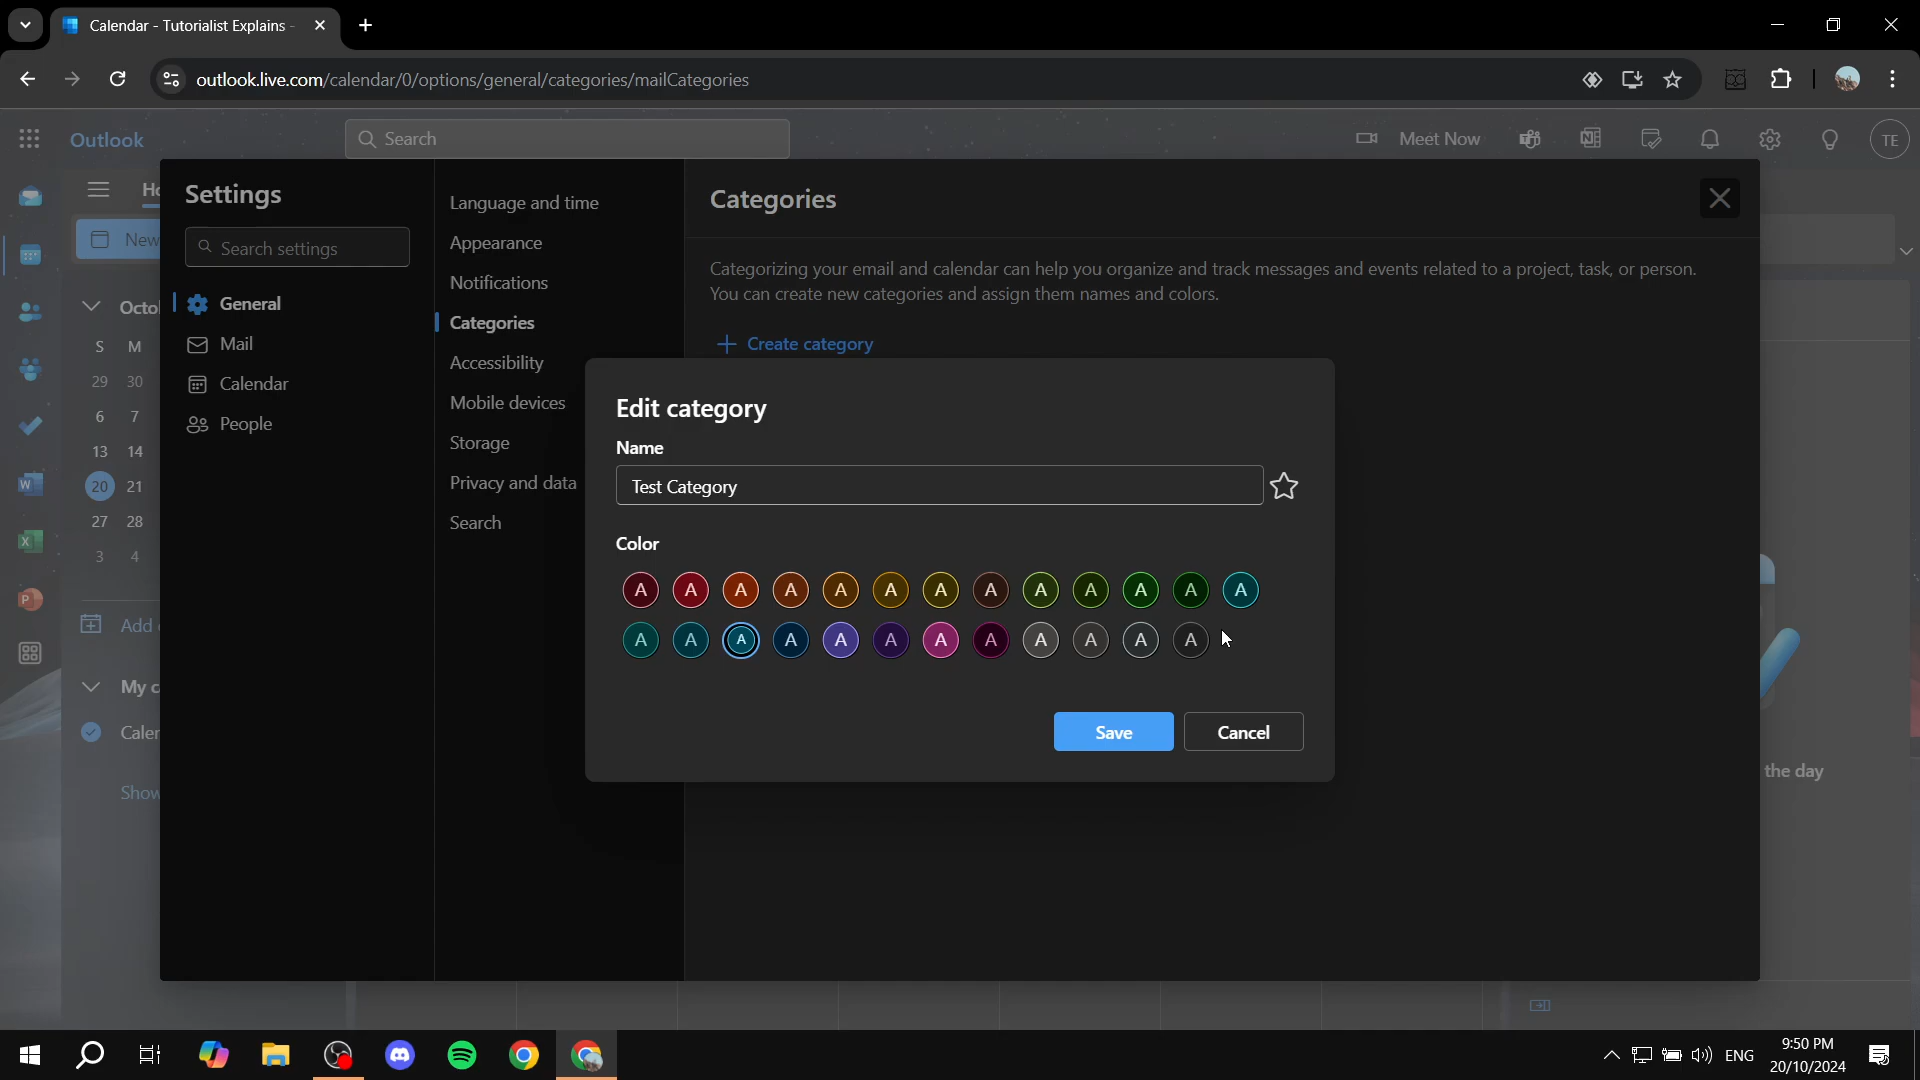 Calendar - Tutorialist Explains -
outlook.live.com/calendar/0/options/general/categories/mailCategories
Outlook
Search
Meet Now
TE
Settings
Search settings
General
Mail
Calendar
People
Language and time
Appearance
Notifications
Categories
Accessibility
Mobile devices
Storage
Privacy and data
Search
Categories
Categorizing your email and calendar can help you organize and track messages and events related to a project, task, or person.
You can create new categories and assign them names and colors.
Create category
Edit category
Name
Test Category
Color
A A A A A A A A A A A A A
A A A A A A A A A A A A
Save Cancel
New
Octo
S M
29 30
6 7
13 14
20 21
27 28
3 4
Add
My c
Caler
Show
the day
ENG
9:50 PM
20/10/2024